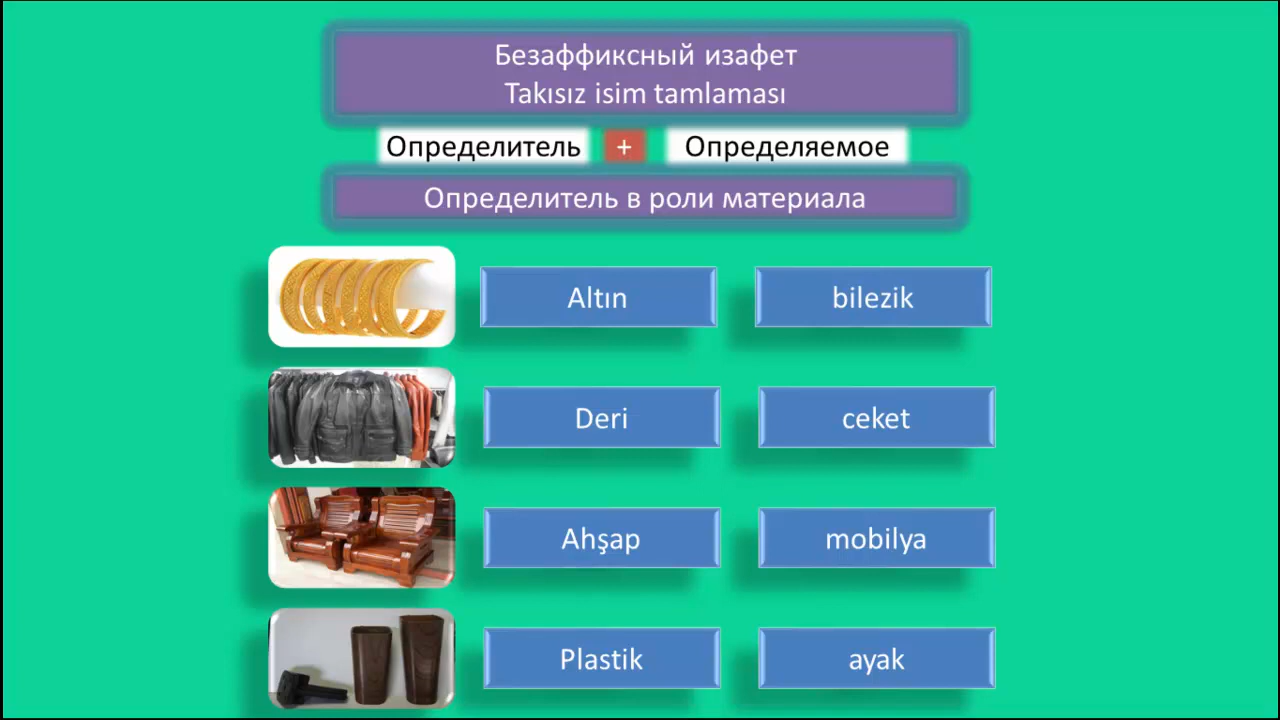 Безаффиксный изафет
Takısız isim tamlaması
Определитель + Определяемое
Определитель в роли материала
Altın bilezik
Deri ceket
Ahşap mobilya
Plastik ayak